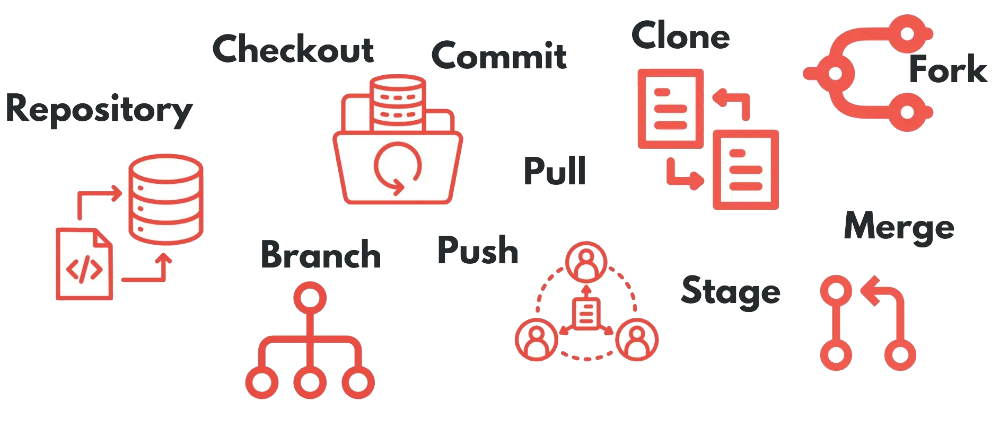 Checkout
Commit
Clone
Fork
Repository
Pull
Merge
Branch
Push
Stage
</>